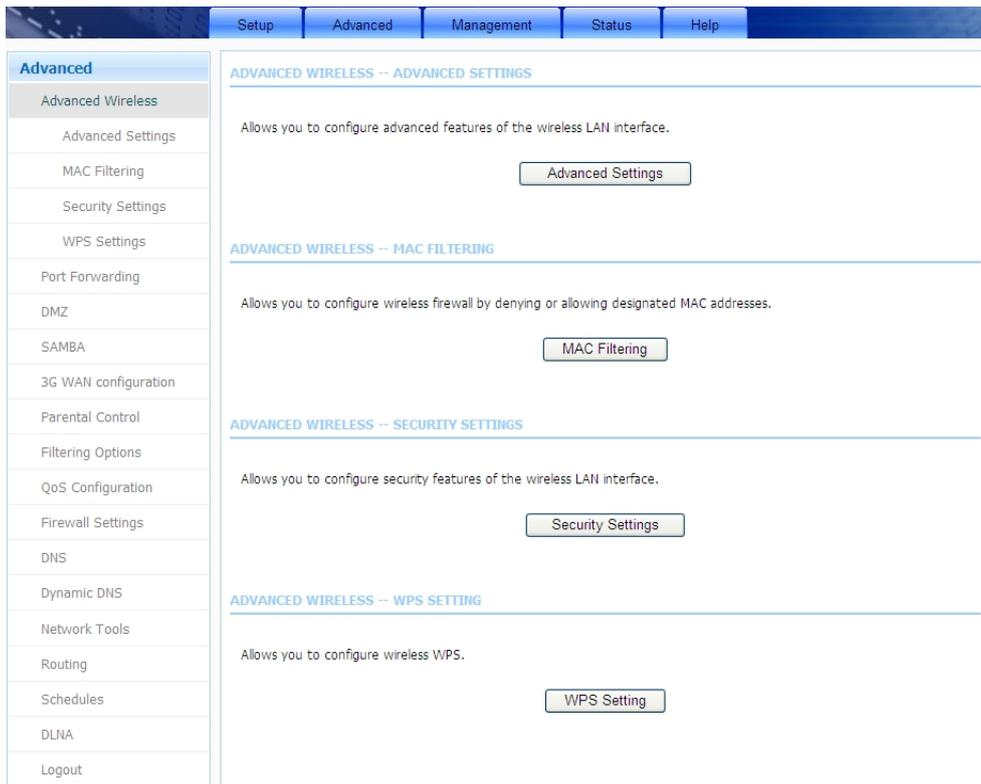 Setup Advanced Management Status Help
Advanced
Advanced Wireless
Advanced Settings
MAC Filtering
Security Settings
WPS Settings
Port Forwarding
DMZ
SAMBA
3G WAN configuration
Parental Control
Filtering Options
QoS Configuration
Firewall Settings
DNS
Dynamic DNS
Network Tools
Routing
Schedules
DLNA
Logout
ADVANCED WIRELESS -- ADVANCED SETTINGS
Allows you to configure advanced features of the wireless LAN interface.
Advanced Settings
ADVANCED WIRELESS -- MAC FILTERING
Allows you to configure wireless firewall by denying or allowing designated MAC addresses.
MAC Filtering
ADVANCED WIRELESS -- SECURITY SETTINGS
Allows you to configure security features of the wireless LAN interface.
Security Settings
ADVANCED WIRELESS -- WPS SETTING
Allows you to configure wireless WPS.
WPS Setting